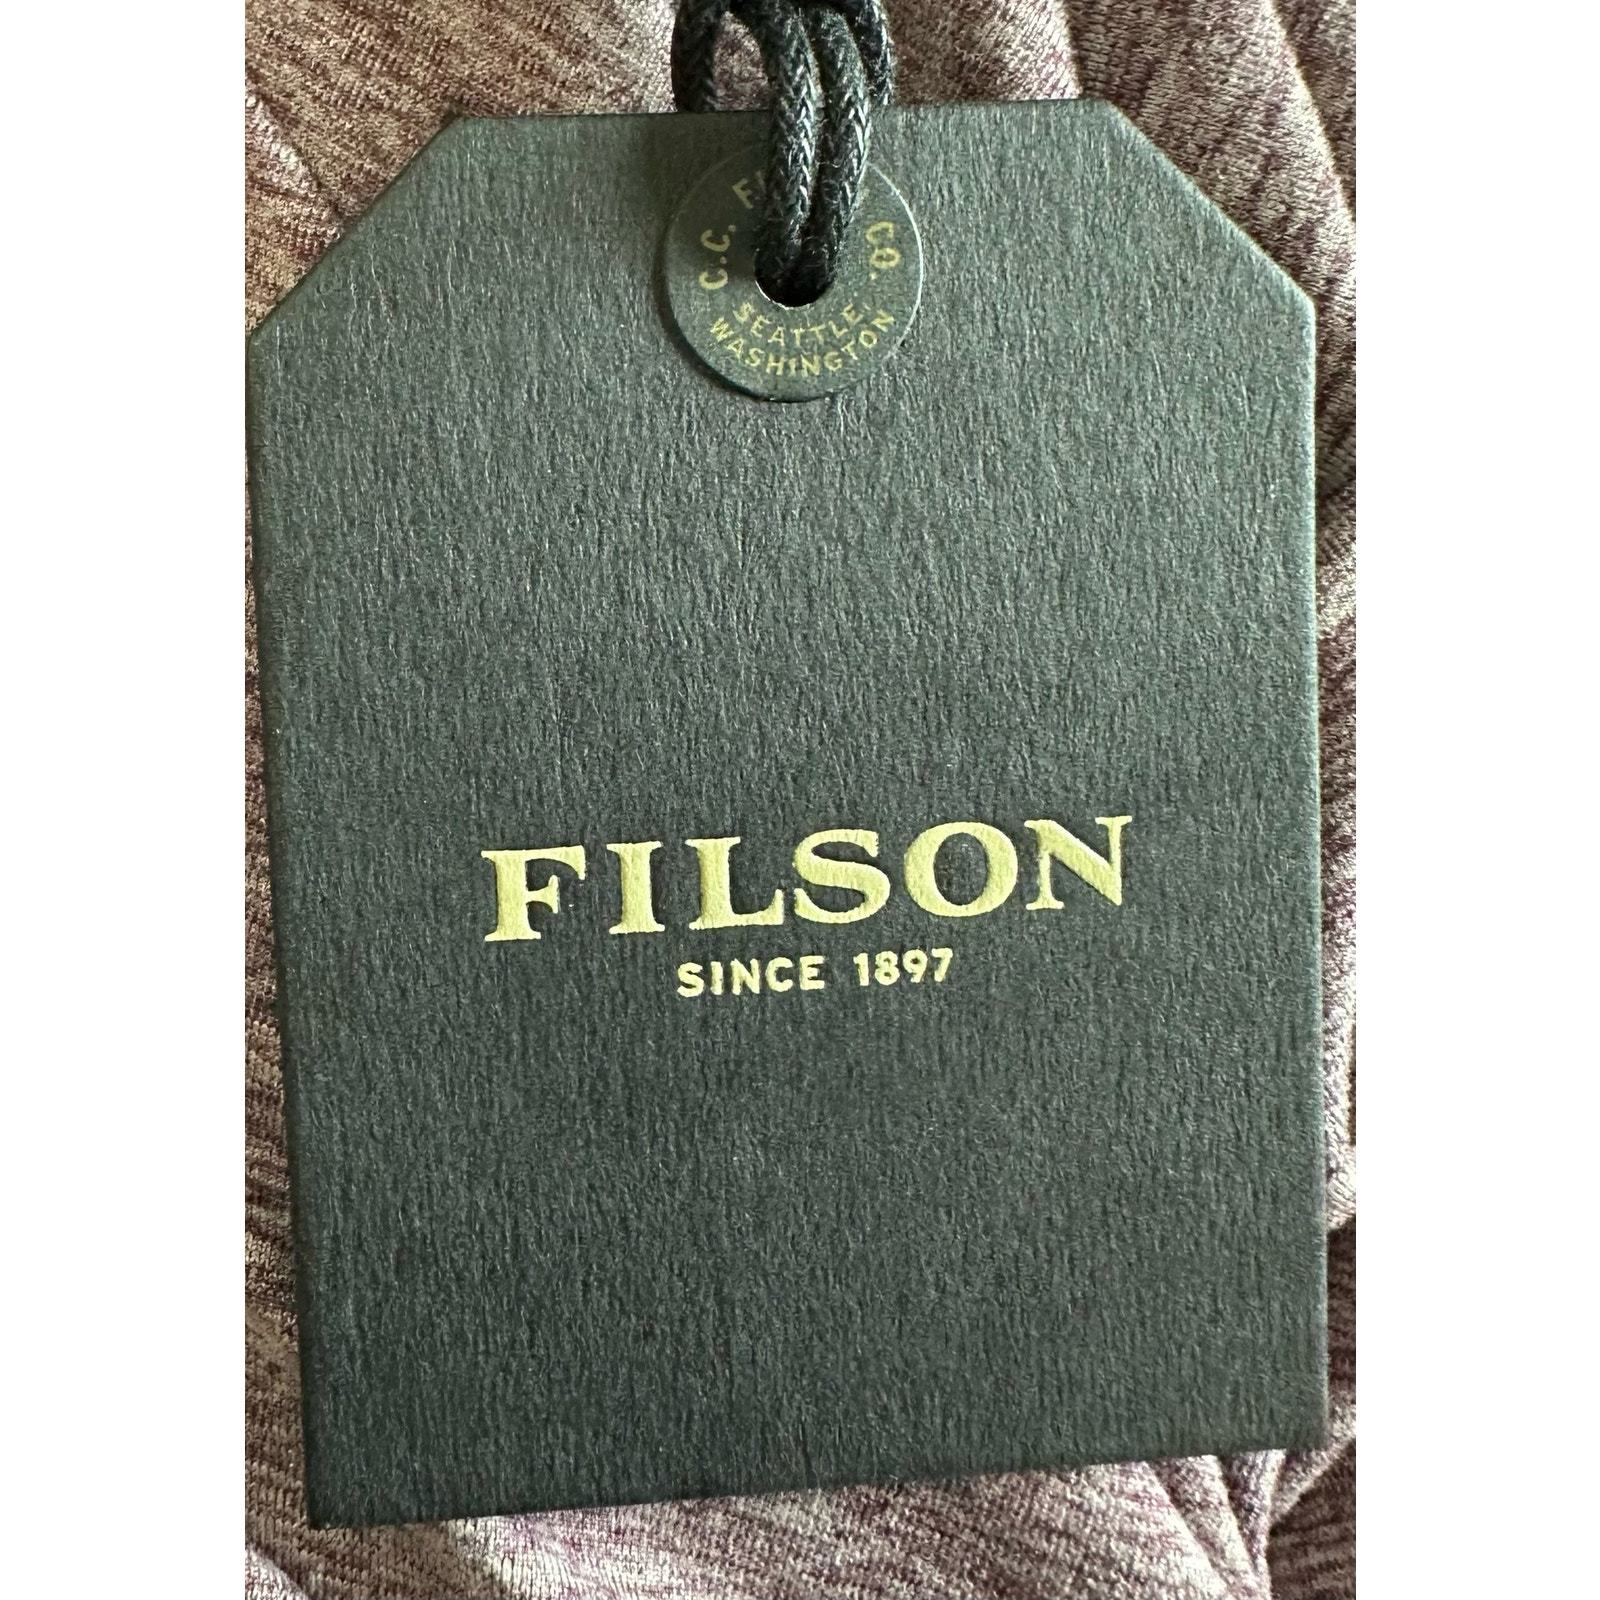 C.C. CO.
SEATTLE,
WASHINGTON
FILSON
SINCE 1897